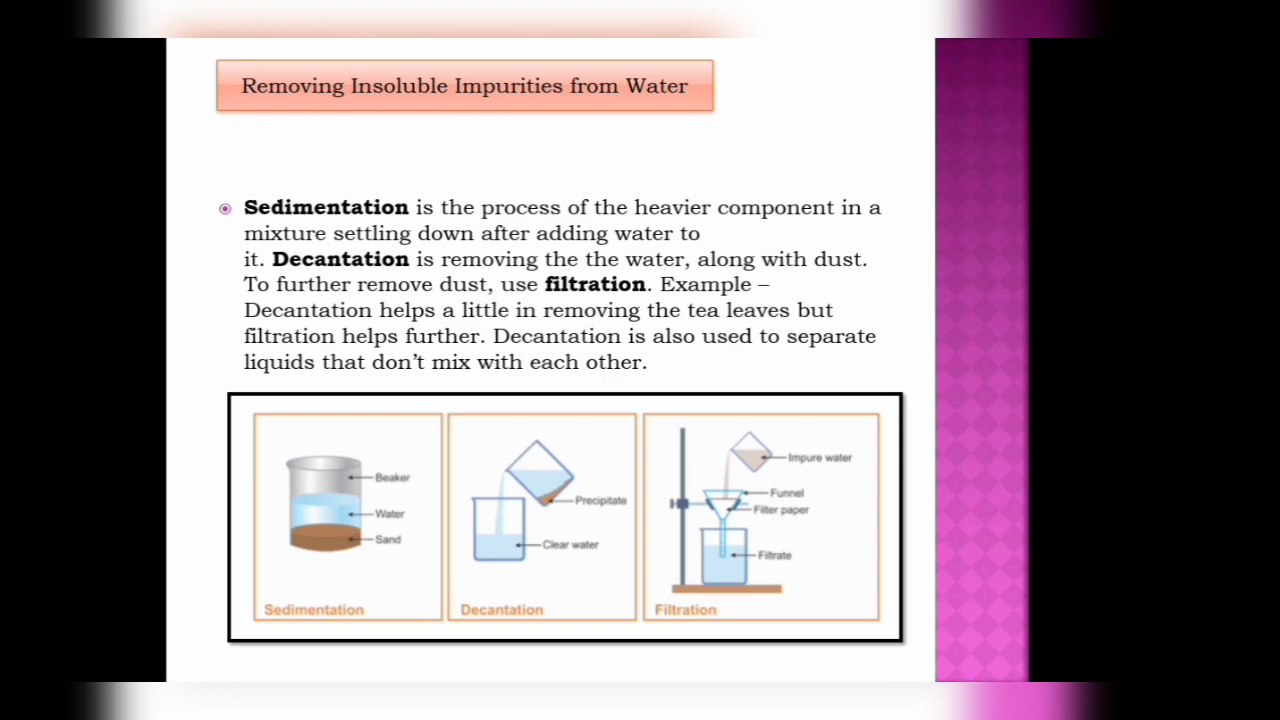 Removing Insoluble Impurities from Water
Sedimentation is the process of the heavier component in a
mixture settling down after adding water to
it. Decantation is removing the the water, along with dust.
To further remove dust, use filtration. Example –
Decantation helps a little in removing the tea leaves but
filtration helps further. Decantation is also used to separate
liquids that don't mix with each other.
Beaker
Water
Sand
Sedimentation
Precipitate
Clear water
Decantation
Impure water
Funnel
Filter paper
Filtrate
Filtration